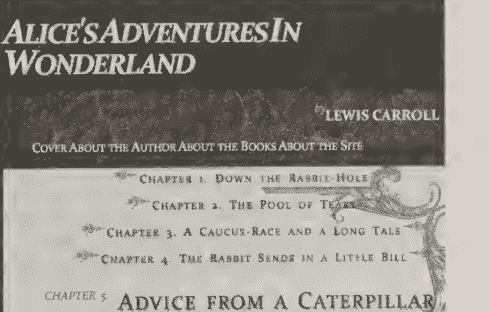 ALICE'S ADVENTURES IN
WONDERLAND
by LEWIS CARROLL
COVER ABOUT THE AUTHOR ABOUT THE BOOKS ABOUT THE SITE
CHAPTER 1. DOWN THE RABBIT-HOLE
CHAPTER 2. THE POOL OF TEARS
CHAPTER 3. A CAUCUS-RACE AND A LONG TALE
CHAPTER 4. THE RABBIT SENDS IN A LITTLE BILL
CHAPTER 5. ADVICE FROM A CATERPILLAR